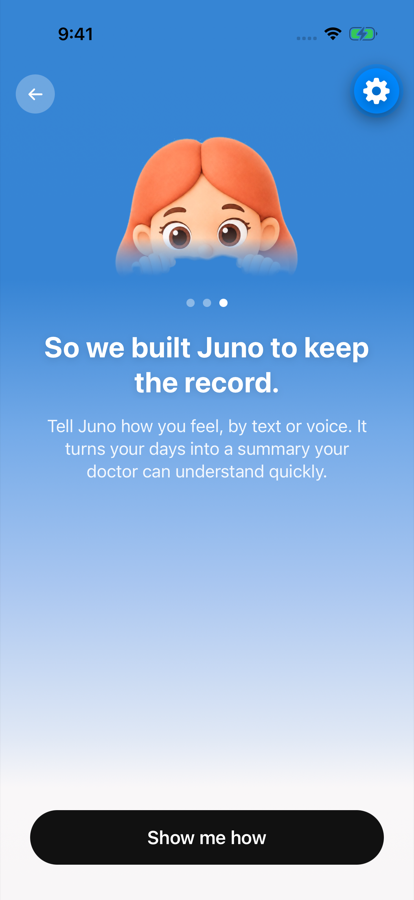 9:41
So we built Juno to keep
the record.
Tell Juno how you feel, by text or voice. It
turns your days into a summary your
doctor can understand quickly.
Show me how